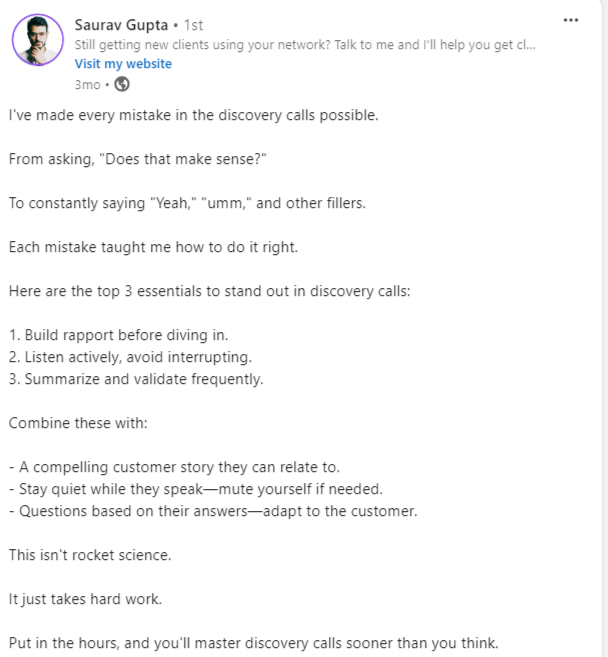 Saurav Gupta • 1st
Still getting new clients using your network? Talk to me and I'll help you get cl...
Visit my website
3mo •
I've made every mistake in the discovery calls possible.
From asking, "Does that make sense?"
To constantly saying "Yeah," "umm," and other fillers.
Each mistake taught me how to do it right.
Here are the top 3 essentials to stand out in discovery calls:
1. Build rapport before diving in.
2. Listen actively, avoid interrupting.
3. Summarize and validate frequently.
Combine these with:
- A compelling customer story they can relate to.
- Stay quiet while they speak—mute yourself if needed.
- Questions based on their answers—adapt to the customer.
This isn't rocket science.
It just takes hard work.
Put in the hours, and you'll master discovery calls sooner than you think.